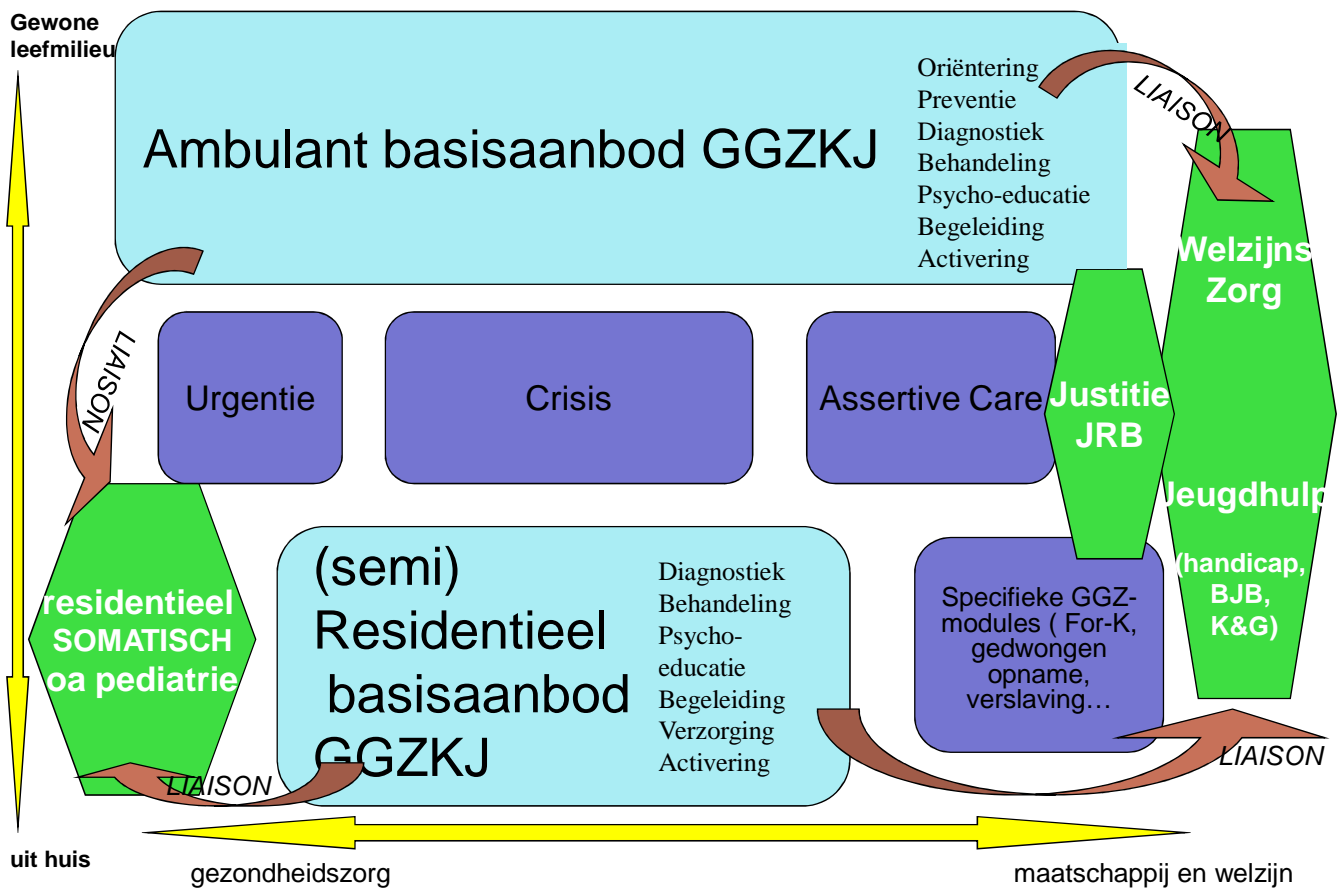 Gewone
leefmilieu
Ambulant basisaanbod GGZKJ
Oriëntering
Preventie
Diagnostiek
Behandeling
Psycho-educatie
Begeleiding
Activering
LIAISON
LIAISON
Urgentie
Crisis
Assertive Care
Justitie
JRB
Welzijns
Zorg
Jeugdhulp
(handicap,
BJB,
K&G)
residentieel
SOMATISCH
oa pediatrie
(semi)
Residentieel
basisaanbod
GGZKJ
Diagnostiek
Behandeling
Psycho-
educatie
Begeleiding
Verzorging
Activering
Specifieke GGZ-
modules ( For-K,
gedwongen
opname,
verslaving…
LIAISON
LIAISON
uit huis
gezondheidszorg
maatschappij en welzijn